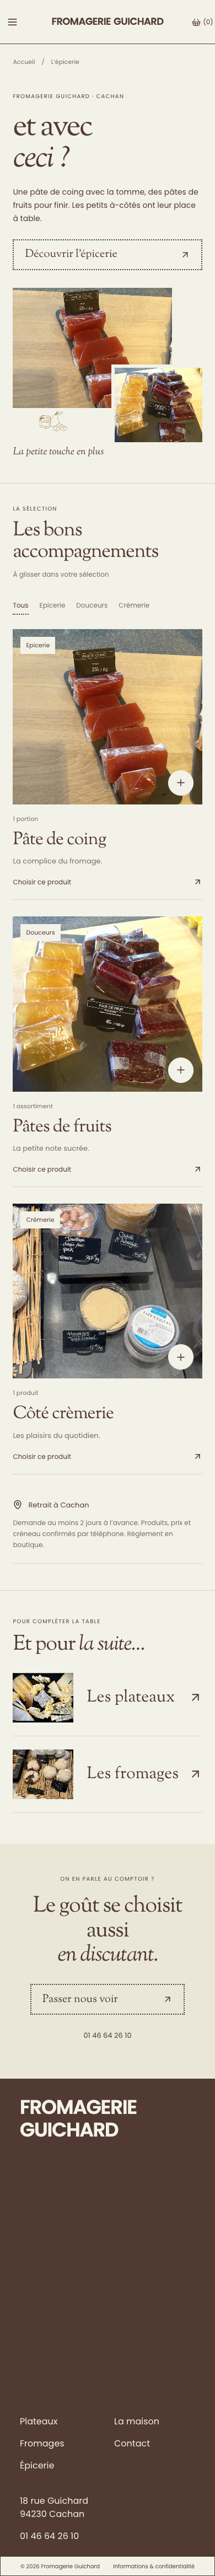 FROMAGERIE GUICHARD
(0)
Accueil / L'épicerie
FROMAGERIE GUICHARD · CACHAN
et avec
ceci ?
Une pâte de coing avec la tomme, des pâtes de
fruits pour finir. Les petits à-côtés ont leur place
à table.
Découvrir l'épicerie
La petite touche en plus
LA SÉLECTION
Les bons
accompagnements
À glisser dans votre sélection
Tous Epicerie Douceurs Crèmerie
Epicerie
1 portion
Pâte de coing
La complice du fromage.
Choisir ce produit
Douceurs
1 assortiment
Pâtes de fruits
La petite note sucrée.
Choisir ce produit
Crèmerie
1 produit
Côté crèmerie
Les plaisirs du quotidien.
Choisir ce produit
Retrait à Cachan
Demande au moins 2 jours à l'avance. Produits, prix et
créneau confirmés par téléphone. Règlement en
boutique.
POUR COMPLÉTER LA TABLE
Et pour la suite...
Les plateaux
Les fromages
ON EN PARLE AU COMPTOIR ?
Le goût se choisit
aussi
en discutant.
Passer nous voir
01 46 64 26 10
FROMAGERIE
GUICHARD
Plateaux
La maison
Fromages
Contact
Épicerie
18 rue Guichard
94230 Cachan
01 46 64 26 10
© 2026 Fromagerie Guichard
Informations & confidentialité